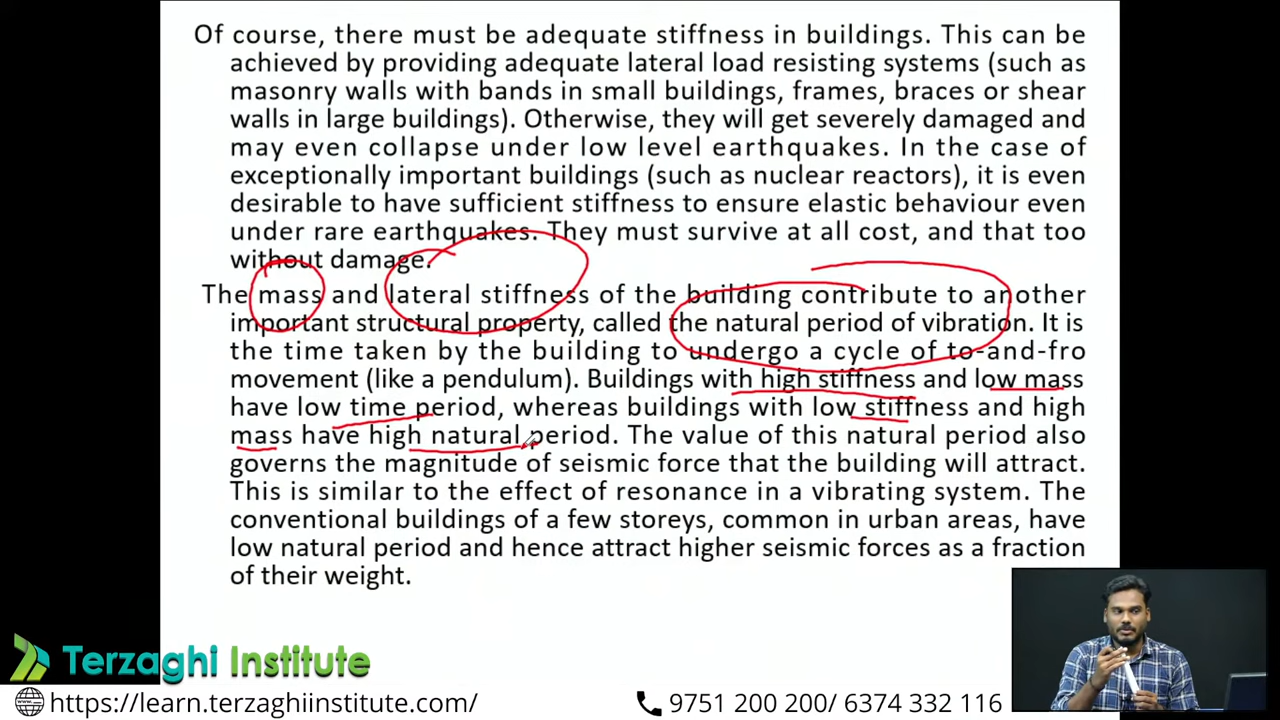 Of course, there must be adequate stiffness in buildings. This can be
achieved by providing adequate lateral load resisting systems (such as
masonry walls with bands in small buildings, frames, braces or shear
walls in large buildings). Otherwise, they will get severely damaged and
may even collapse under low level earthquakes. In the case of
exceptionally important buildings (such as nuclear reactors), it is even
desirable to have sufficient stiffness to ensure elastic behaviour even
under rare earthquakes. They must survive at all cost, and that too
without damage.
The mass and lateral stiffness of the building contribute to another
important structural property, called the natural period of vibration. It is
the time taken by the building to undergo a cycle of to-and-fro
movement (like a pendulum). Buildings with high stiffness and low mass
have low time period, whereas buildings with low stiffness and high
mass have high natural period. The value of this natural period also
governs the magnitude of seismic force that the building will attract.
This is similar to the effect of resonance in a vibrating system. The
conventional buildings of a few storeys, common in urban areas, have
low natural period and hence attract higher seismic forces as a fraction
of their weight.
Terzaghi Institute
https://learn.terzaghiinstitute.com/
9751 200 200/ 6374 332 116